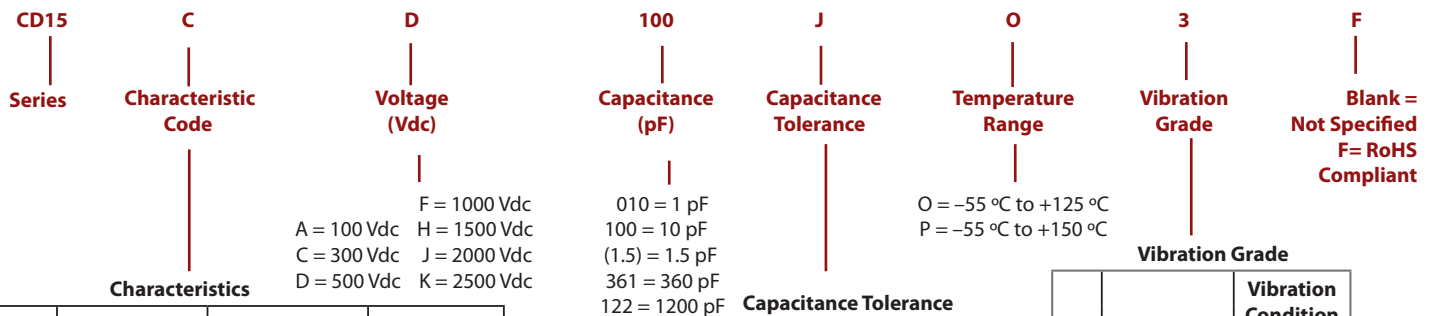 CD15 C D 100 J O 3 F
Series
Characteristic
Code
Voltage
(Vdc)
Capacitance
(pF)
Capacitance
Tolerance
Temperature
Range
Vibration
Grade
Blank =
Not Specified
F= RoHS
Compliant
F = 1000 Vdc
A = 100 Vdc H = 1500 Vdc
C = 300 Vdc J = 2000 Vdc
D = 500 Vdc K = 2500 Vdc
010 = 1 pF
100 = 10 pF
(1.5) = 1.5 pF
361 = 360 pF
122 = 1200 pF
O = –55 ºC to +125 ºC
P = –55 ºC to +150 ºC
Characteristics
Capacitance Tolerance
Vibration Grade
Vibration
Condition